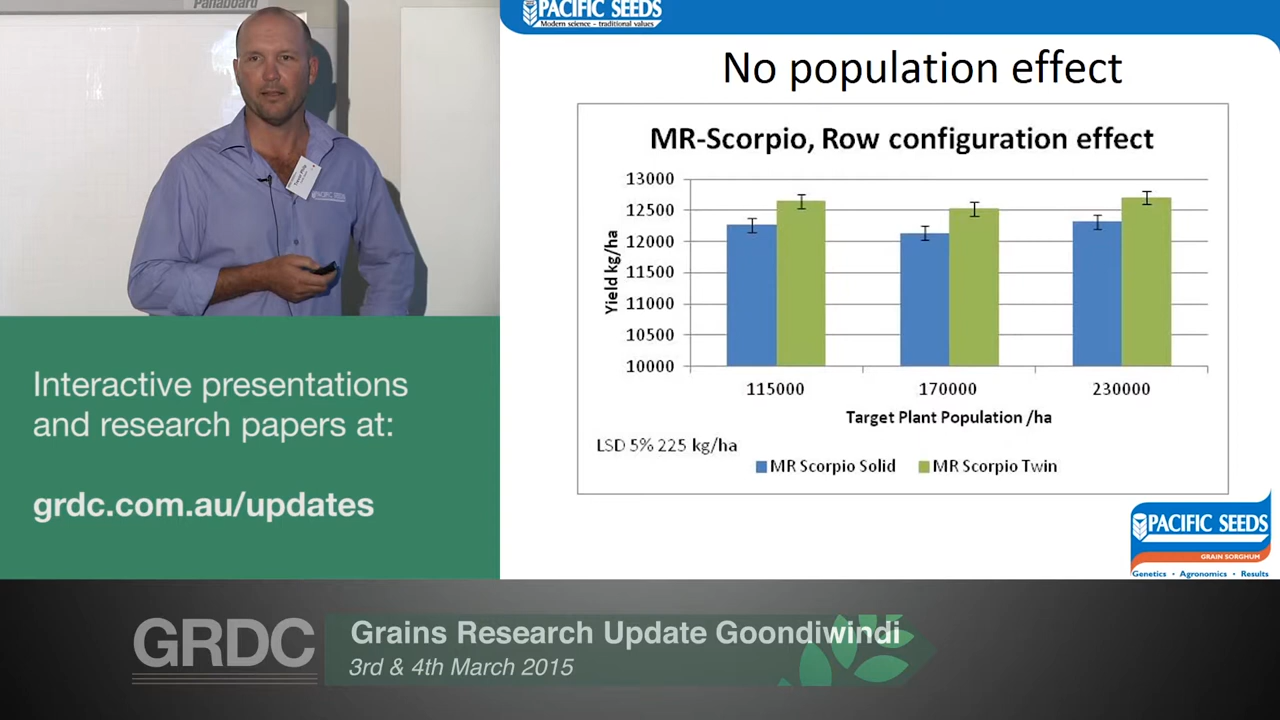 Panaboard
PACIFIC SEEDS
PACIFIC SEEDS
Modern science - traditional values
No population effect
MR-Scorpio, Row configuration effect
Yield kg/ha
13000
12500
12000
11500
11000
10500
10000
115000
170000
230000
Target Plant Population /ha
LSD 5% 225 kg/ha
MR Scorpio Solid
MR Scorpio Twin
PACIFIC SEEDS
GRAIN SORGHUM
Genetics • Agronomics • Results
Interactive presentations
and research papers at:
grdc.com.au/updates
GRDC
Grains Research Update Goondiwindi
3rd & 4th March 2015